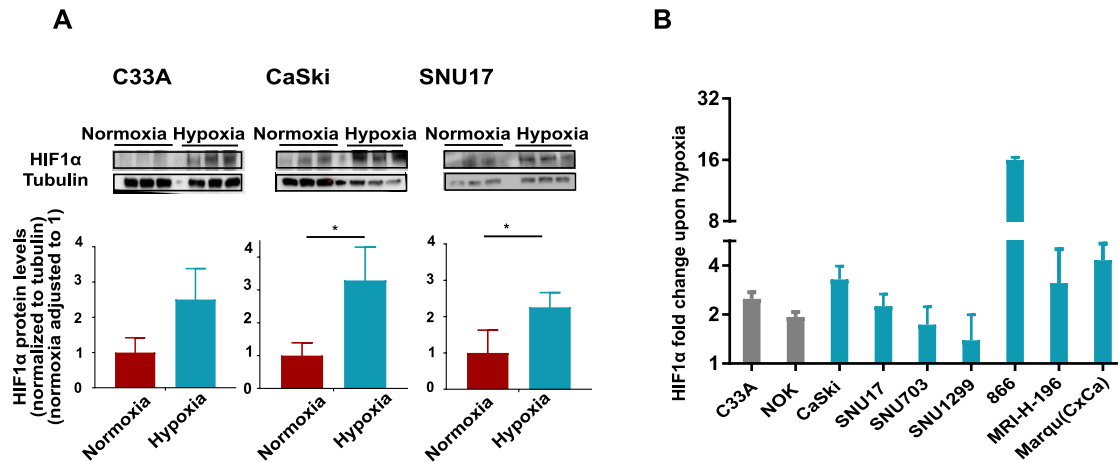 A
C33A
CaSki
SNU17
Normoxia Hypoxia
Normoxia Hypoxia
Normoxia Hypoxia
HIF1α
Tubulin
HIF1α protein levels
(normalized to tubulin)
(normoxia adjusted to 1)
4
3
2
1
0
Normoxia
Hypoxia
*
4
3
2
1
0
Normoxia
Hypoxia
*
4
3
2
1
0
Normoxia
Hypoxia
B
HIF1α fold change upon hypoxia
32
16
8
4
2
1
C33A
NOK
CaSki
SNU17
SNU703
SNU1299
866
MRI-H-196
Marqu(CxCa)